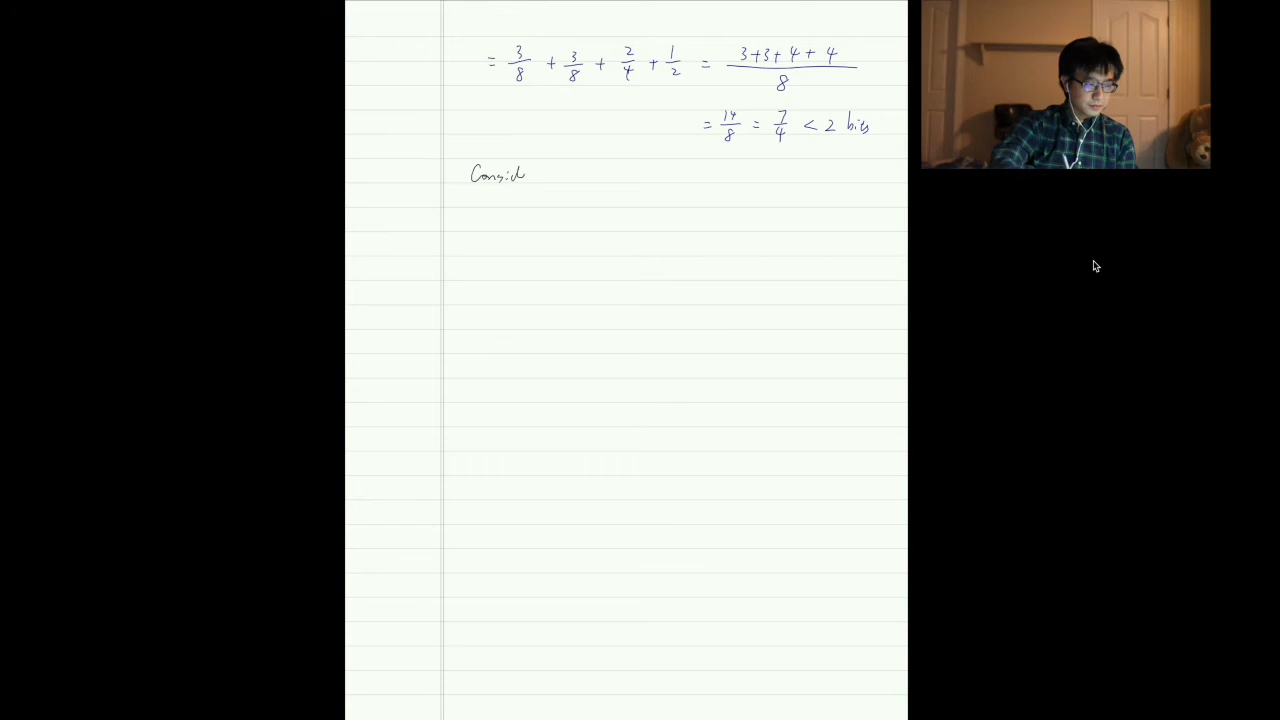 = 3/8 + 3/8 + 2/4 + 1/2 = (3+3+4+4)/8
= 14/8 = 7/4 < 2 bits
Consid